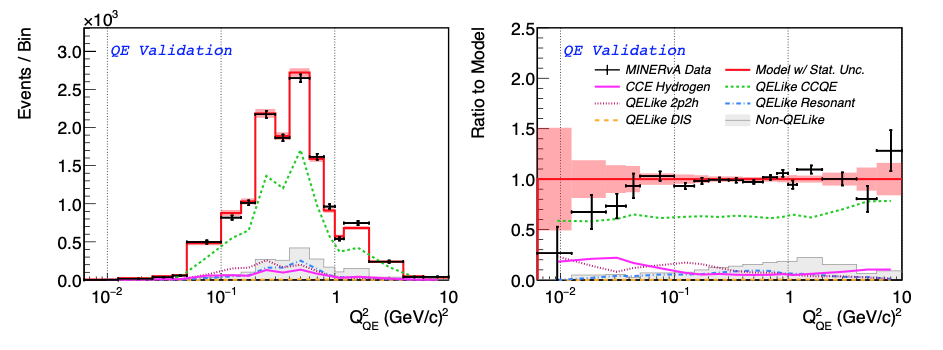 ×10³
QE Validation
Events / Bin
3.0
2.5
2.0
1.5
1.0
0.5
0.0
10⁻²
10⁻¹
1
10
Q²_QE (GeV/c)²
QE Validation
MINERvA Data
Model w/ Stat. Unc.
CCE Hydrogen
QELike CCQE
QELike 2p2h
QELike Resonant
QELike DIS
Non-QELike
Ratio to Model
2.5
2.0
1.5
1.0
0.5
0.0
10⁻²
10⁻¹
1
10
Q²_QE (GeV/c)²